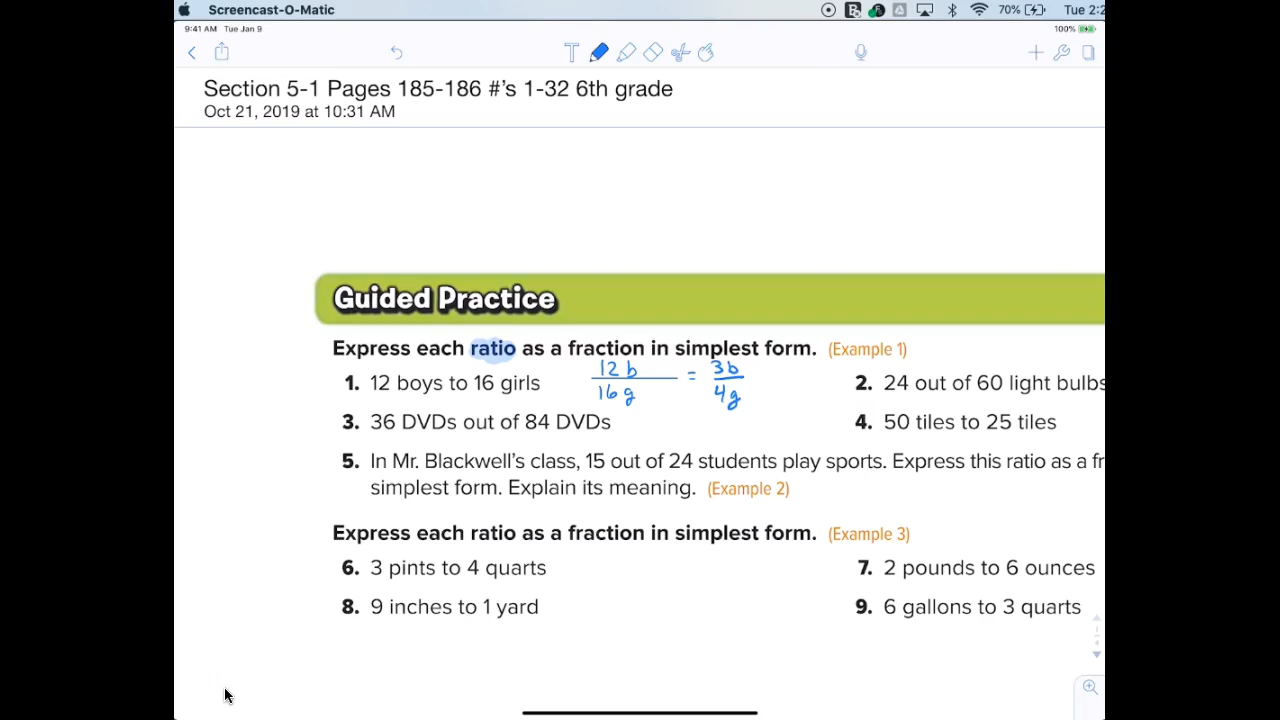 Screencast-O-Matic 70% Tue 2:2
9:41 AM Tue Jan 9 100%
T
Section 5-1 Pages 185-186 #'s 1-32 6th grade
Oct 21, 2019 at 10:31 AM
Guided Practice
Express each ratio as a fraction in simplest form. (Example 1)
1. 12 boys to 16 girls 12 b / 16 g = 3b / 4g 2. 24 out of 60 light bulbs
3. 36 DVDs out of 84 DVDs 4. 50 tiles to 25 tiles
5. In Mr. Blackwell's class, 15 out of 24 students play sports. Express this ratio as a fr
simplest form. Explain its meaning. (Example 2)
Express each ratio as a fraction in simplest form. (Example 3)
6. 3 pints to 4 quarts 7. 2 pounds to 6 ounces
8. 9 inches to 1 yard 9. 6 gallons to 3 quarts